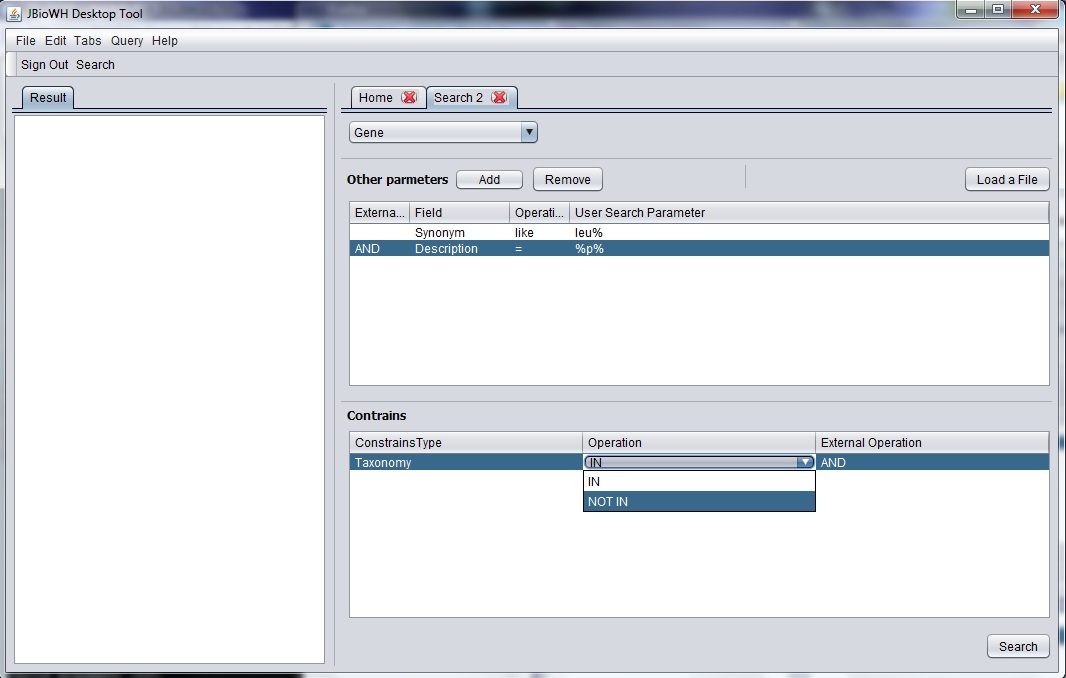 JBioWH Desktop Tool
File Edit Tabs Query Help
Sign Out Search
Result
Home Search 2
Gene
Other parmeters Add Remove Load a File
Externa... Field Operati... User Search Parameter
Synonym like leu%
AND Description = %p%
Contrains
ConstrainsType Operation External Operation
Taxonomy IN AND
IN
NOT IN
Search